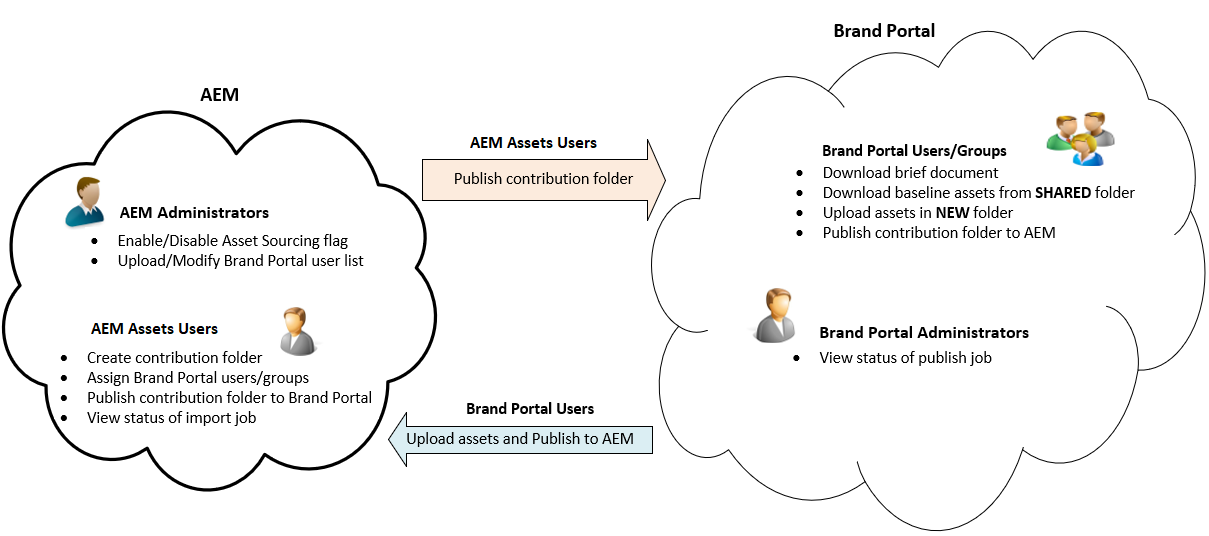 AEM
AEM Administrators
• Enable/Disable Asset Sourcing flag
• Upload/Modify Brand Portal user list
AEM Assets Users
• Create contribution folder
• Assign Brand Portal users/groups
• Publish contribution folder to Brand Portal
• View status of import job
AEM Assets Users
Publish contribution folder
Brand Portal Users
Upload assets and Publish to AEM
Brand Portal
Brand Portal Users/Groups
• Download brief document
• Download baseline assets from SHARED folder
• Upload assets in NEW folder
• Publish contribution folder to AEM
Brand Portal Administrators
• View status of publish job